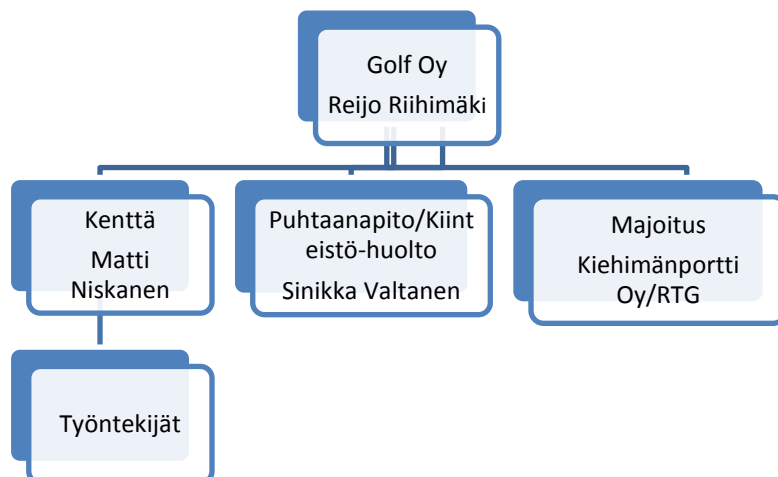 Golf Oy
Reijo Riihimäki
Kenttä
Matti
Niskanen
Puhtaanapito/Kiint
eistö-huolto
Sinikka Valtanen
Majoitus
Kiehimänportti
Oy/RTG
Työntekijät